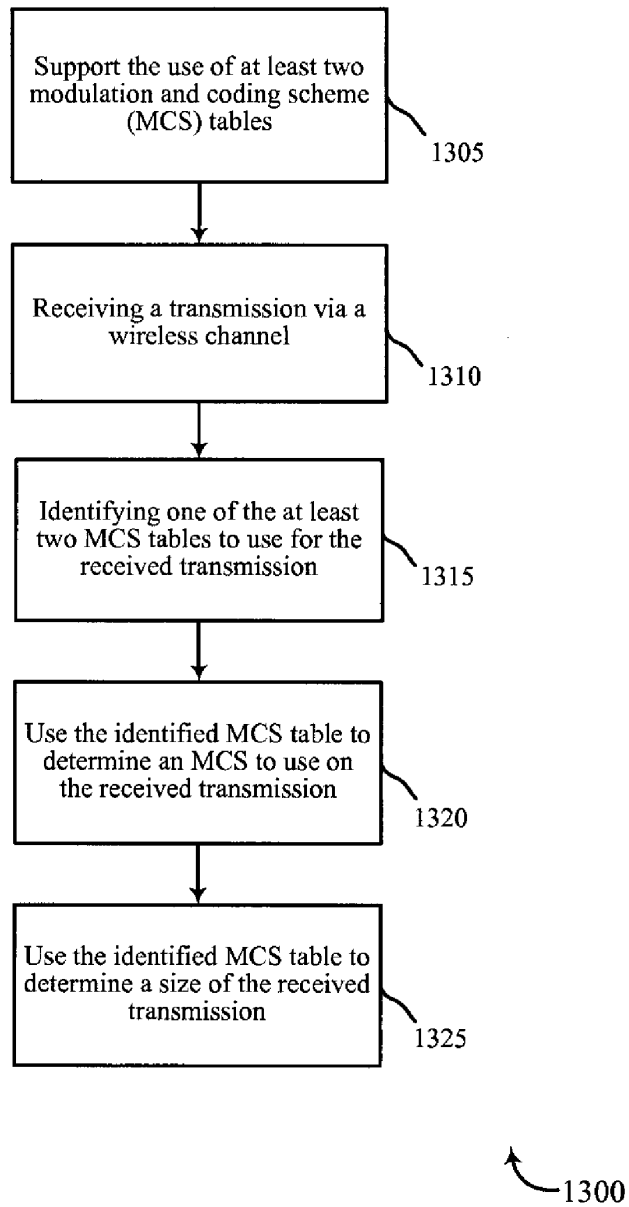 Support the use of at least two
modulation and coding scheme
(MCS) tables
1305
Receiving a transmission via a
wireless channel
1310
Identifying one of the at least
two MCS tables to use for the
received transmission
1315
Use the identified MCS table to
determine an MCS to use on
the received transmission
1320
Use the identified MCS table to
determine a size of the received
transmission
1325
1300